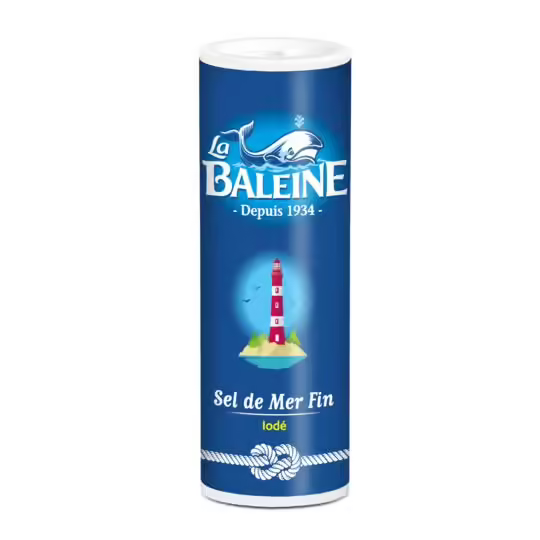 La
BALEINE
- Depuis 1934 -
Sel de Mer Fin
Iodé